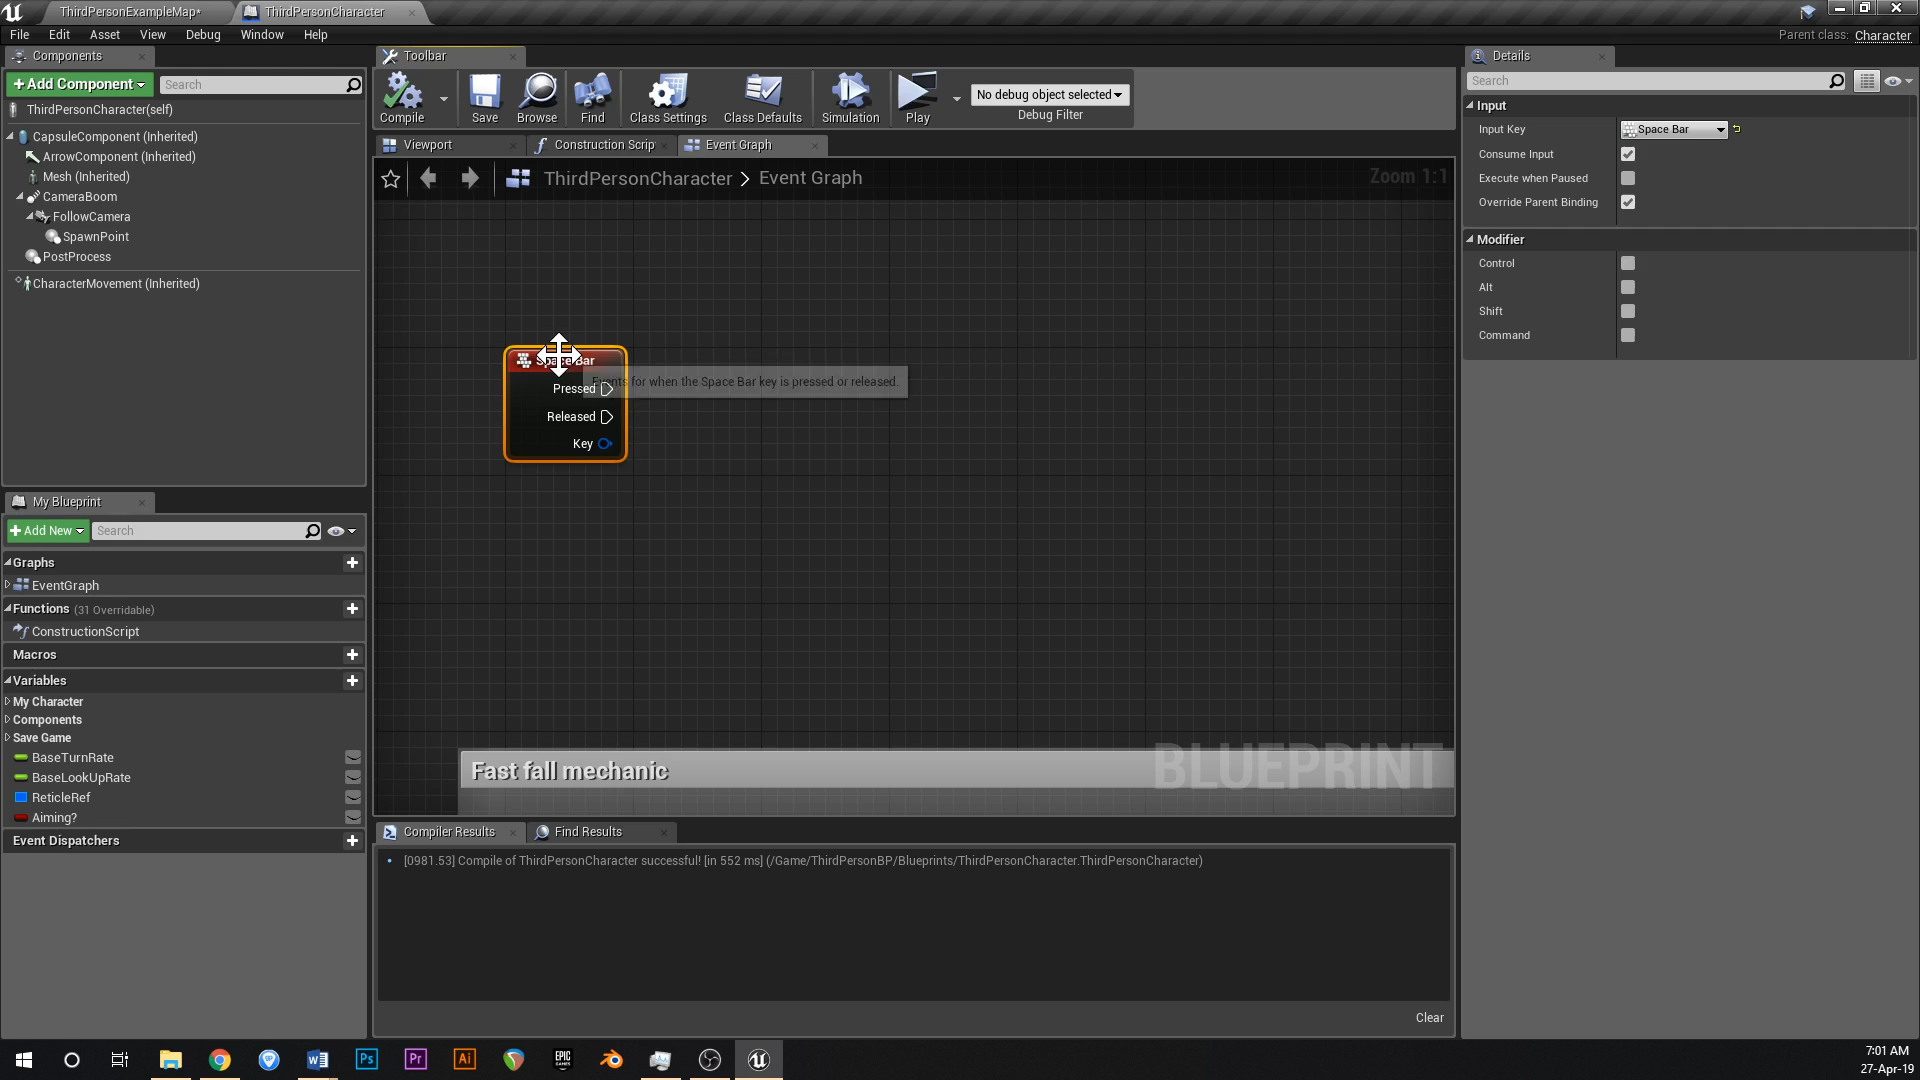 ThirdPersonExampleMap*
ThirdPersonCharacter
File Edit Asset View Debug Window Help
Parent class: Character
Components
+Add Component
Search
ThirdPersonCharacter(self)
CapsuleComponent (Inherited)
ArrowComponent (Inherited)
Mesh (Inherited)
CameraBoom
FollowCamera
SpawnPoint
PostProcess
CharacterMovement (Inherited)
My Blueprint
+Add New
Search
Graphs
EventGraph
Functions (31 Overridable)
ConstructionScript
Macros
Variables
My Character
Components
Save Game
BaseTurnRate
BaseLookUpRate
ReticleRef
Aiming?
Event Dispatchers
Toolbar
Compile
Save
Browse
Find
Class Settings
Class Defaults
Simulation
Play
No debug object selected
Debug Filter
Viewport
Construction Scrip
Event Graph
ThirdPersonCharacter > Event Graph
Zoom 1:1
Space Bar
Pressed
Released
Key
Events for when the Space Bar key is pressed or released.
Fast fall mechanic
BLUEPRINT
Compiler Results
Find Results
[0981.53] Compile of ThirdPersonCharacter successful! [in 552 ms] (/Game/ThirdPersonBP/Blueprints/ThirdPersonCharacter.ThirdPersonCharacter)
Clear
Details
Search
Input
Input Key
Space Bar
Consume Input
Execute when Paused
Override Parent Binding
Modifier
Control
Alt
Shift
Command
Ps
Pr
Ai
EPIC
GAMES
7:01 AM
27-Apr-19